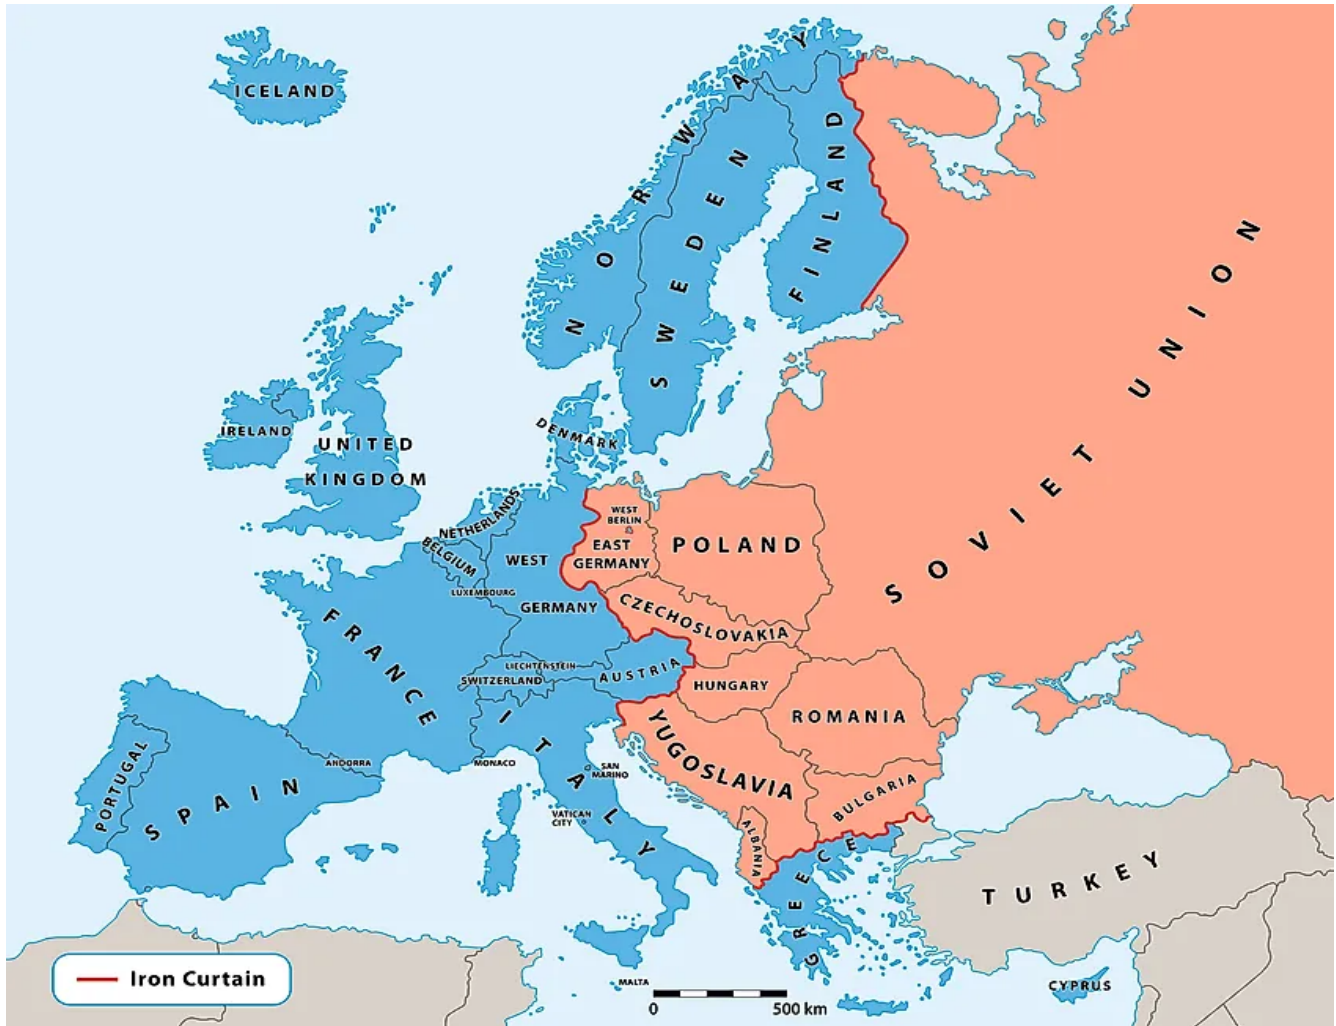 ICELAND
NORWAY
SWEDEN
FINLAND
SOVIET UNION
IRELAND
UNITED
KINGDOM
DENMARK
NETHERLANDS
BELGIUM
LUXEMBOURG
WEST
GERMANY
WEST
BERLIN
EAST
GERMANY
POLAND
CZECHOSLOVAKIA
FRANCE
LIECHTENSTEIN
SWITZERLAND
AUSTRIA
HUNGARY
ROMANIA
YUGOSLAVIA
BULGARIA
ALBANIA
ITALY
MONACO
SAN
MARINO
VATICAN
CITY
ANDORRA
PORTUGAL
SPAIN
GREECE
TURKEY
CYPRUS
MALTA
Iron Curtain
0 500 km